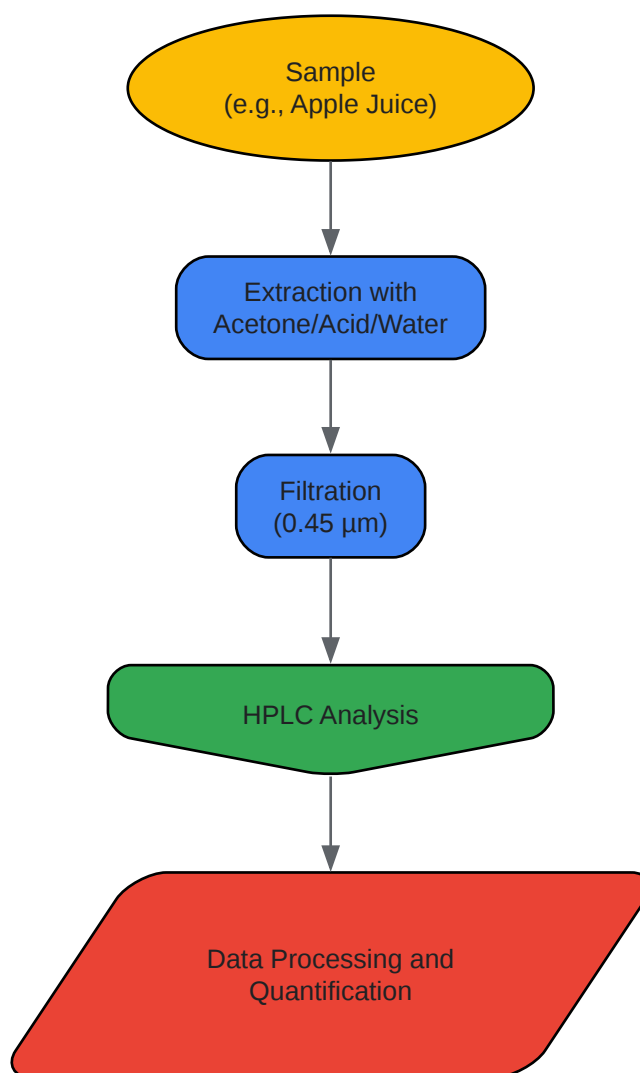 Sample
(e.g., Apple Juice)
Extraction with
Acetone/Acid/Water
Filtration
(0.45 µm)
HPLC Analysis
Data Processing and
Quantification